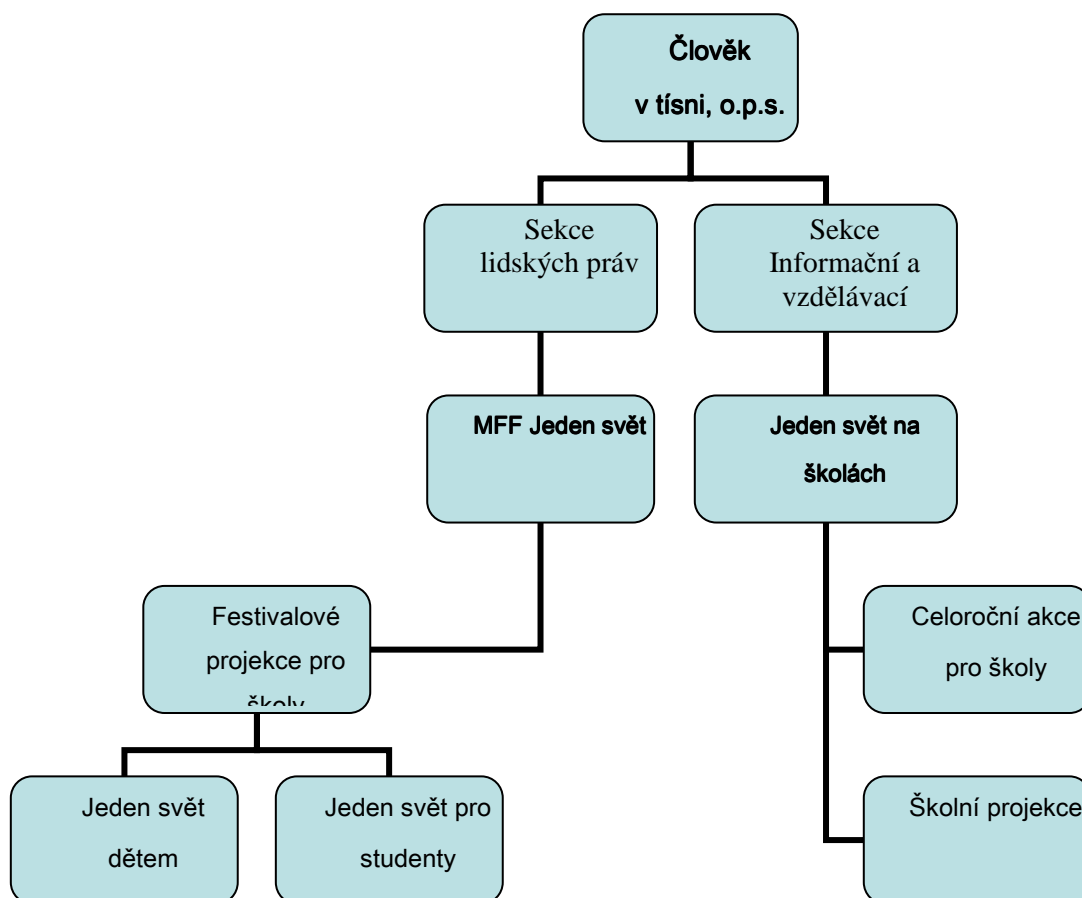 Člověk
v tísni, o.p.s.
Sekce
lidských práv
Sekce
Informační a
vzdělávací
MFF Jeden svět
Jeden svět na
školách
Festivalové
projekce pro
školy
Celoroční akce
pro školy
Jeden svět
dětem
Jeden svět pro
studenty
Školní projekce